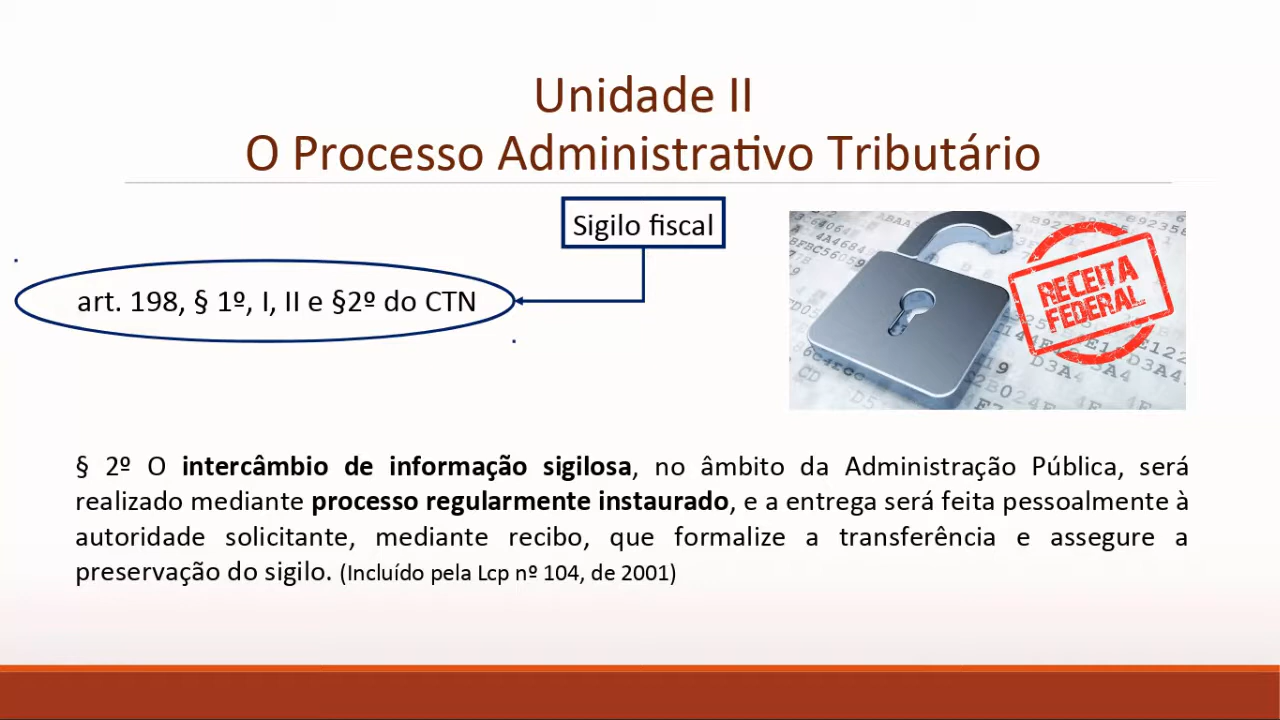 Unidade II
O Processo Administrativo Tributário
Sigilo fiscal
art. 198, § 1º, I, II e §2º do CTN
RECEITA
FEDERAL
§ 2º O intercâmbio de informação sigilosa, no âmbito da Administração Pública, será
realizado mediante processo regularmente instaurado, e a entrega será feita pessoalmente à
autoridade solicitante, mediante recibo, que formalize a transferência e assegure a
preservação do sigilo. (Incluído pela Lcp nº 104, de 2001)